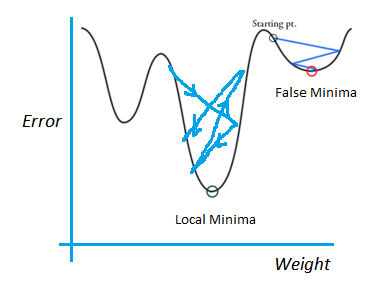 Starting pt.
False Minima
Error
Local Minima
Weight